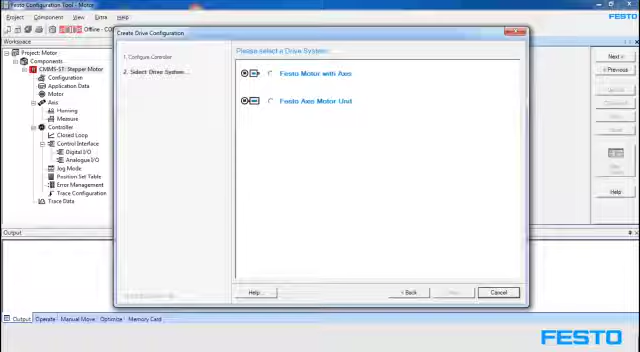 Festo Configuration Tool - Motor
Project Component View Extra Help
FESTO
Offline - CO
Workspace
Project: Motor
Components
CMMS-ST: Stepper Motor
Configuration
Application Data
Motor
Axis
Homing
Measure
Controller
Closed Loop
Control Interface
Digital I/O
Analogue I/O
Jog Mode
Position Set Table
Error Management
Trace Configuration
Trace Data
Create Drive Configuration
1. Configure Controller
2. Select Drive System...
Please select a Drive System:
Festo Motor with Axis
Festo Axis Motor Unit
Help...
< Back
Cancel
Next >
< Previous
Help
Output
Output Operate Manual Move Optimize Memory Card
FESTO